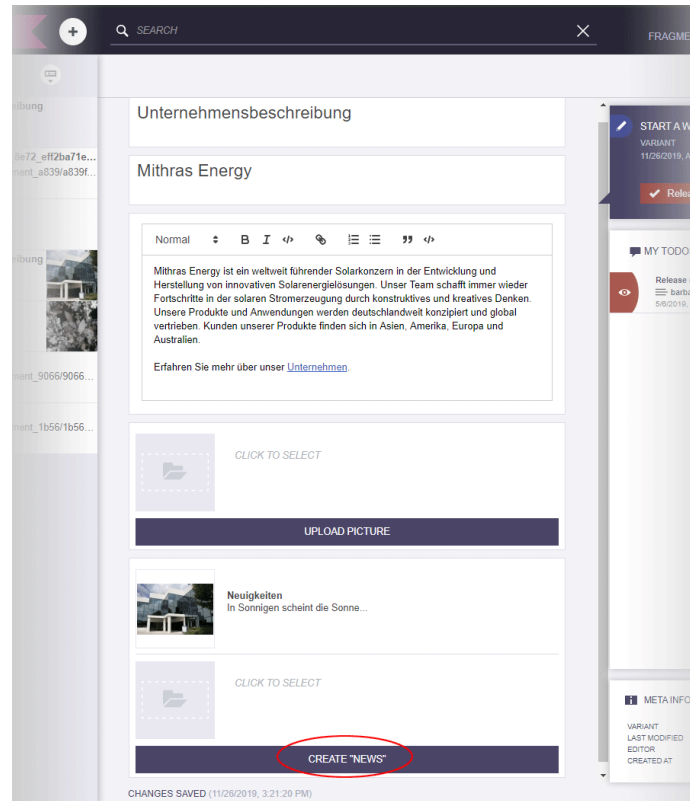 SEARCH
FRAGME
eibung
8e72_eff2ba71e...
ment_a839/a839f...
eibung
ment_9066/9066...
ment_1b56/1b56...
Unternehmensbeschreibung
Mithras Energy
Normal B I
Mithras Energy ist ein weltweit führender Solarkonzern in der Entwicklung und
Herstellung von innovativen Solarenergielösungen. Unser Team schafft immer wieder
Fortschritte in der solaren Stromerzeugung durch konstruktives und kreatives Denken.
Unsere Produkte und Anwendungen werden deutschlandweit konzipiert und global
vertrieben. Kunden unserer Produkte finden sich in Asien, Amerika, Europa und
Australien.
Erfahren Sie mehr über unser Unternehmen.
CLICK TO SELECT
UPLOAD PICTURE
Neuigkeiten
In Sonnigen scheint die Sonne...
CLICK TO SELECT
CREATE "NEWS"
CHANGES SAVED (11/26/2019, 3:21:20 PM)
START A W
VARIANT
11/26/2019, A
Relea
MY TODO
Release
barba
5/6/2019,
META INFO
VARIANT
LAST MODIFIED
EDITOR
CREATED AT